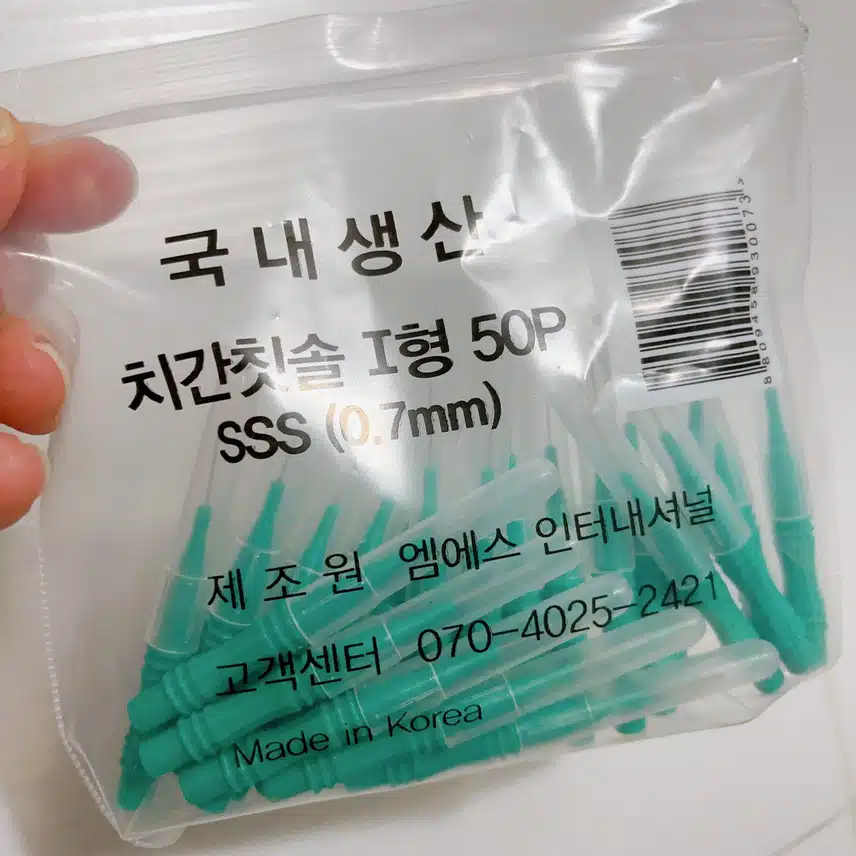 국내생산
치간칫솔 I형 50P
SSS (0.7mm)
8809458930073
제조원 엠에스 인터내셔널
고객센터 070-4025-2421
Made in Korea